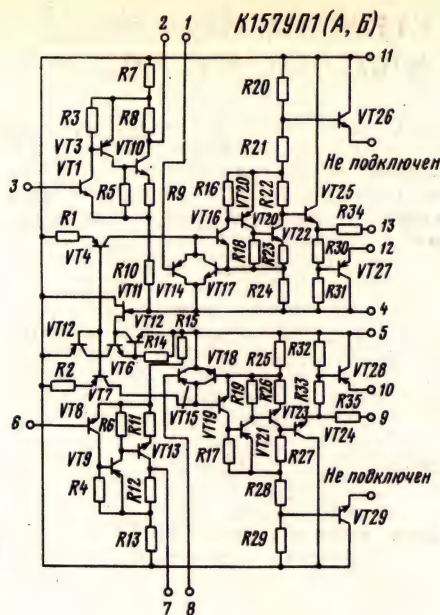 К157УП1 (А, Б)
2 1
R7 11
R20
R3 R8 VT26
VT3 VT10 R21
VT1 Не подключен
3 R5 R9 R16 VT20 R22 VT25
VT16 VT20 R34
R1 R18 VT22 13
R23 R30 12
VT4 R10 VT27
VT14 VT17 R24 R31
VT11 4
VT12 R15 5
VT12 R14 VT18 R25 R32
VT6 VT28
R2 R19 R26 R33 10
VT7 VT15 VT23 R35
6 VT8 R6 R11 VT19 9
VT13 VT21 VT24
VT9 R17 R27
R12 Не подключен
R4 R28
R13 R29 VT29
7 8